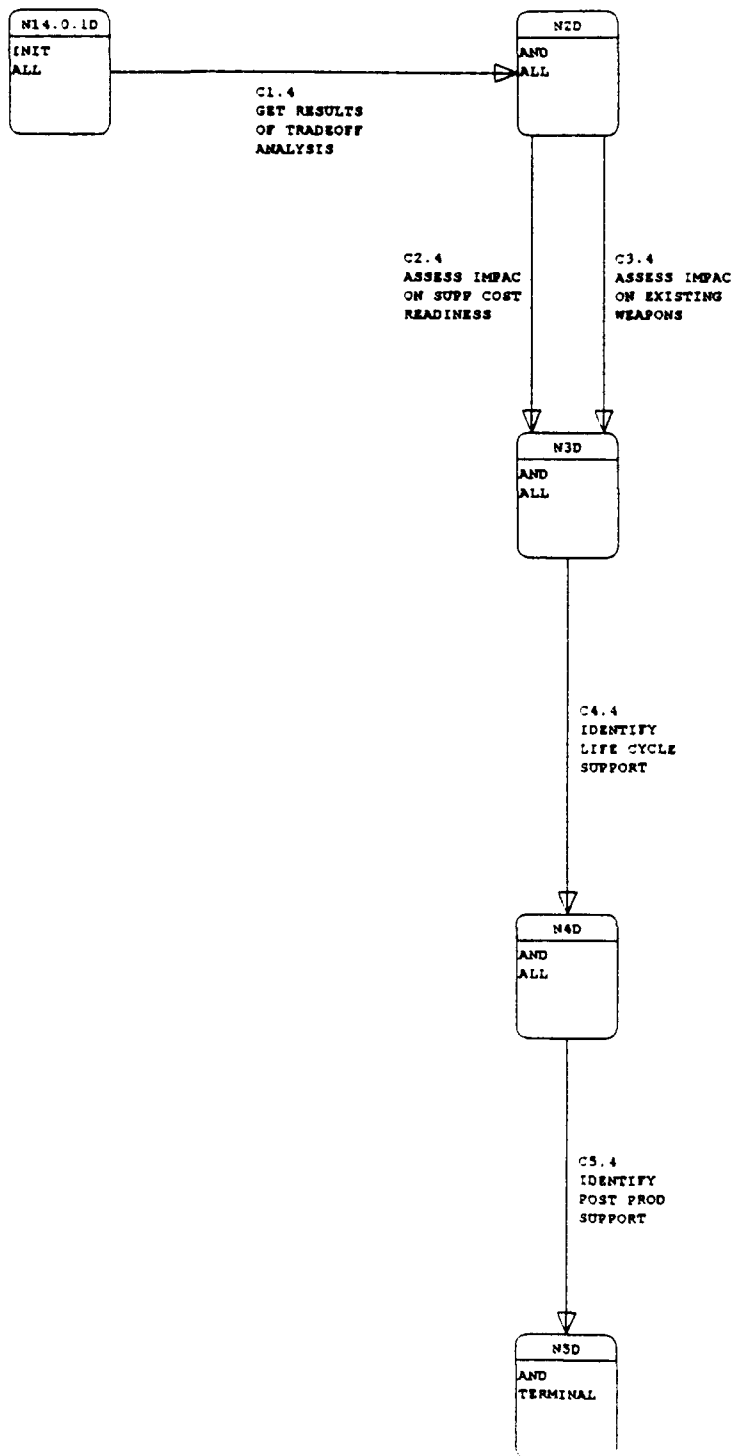 N14.0.1D
INIT
ALL
N2D
AND
ALL
C1.4
GET RESULTS
OF TRADEOFF
ANALYSIS
C2.4
ASSESS IMPAC
ON SUPP COST
READINESS
C3.4
ASSESS IMPAC
ON EXISTING
WEAPONS
N3D
AND
ALL
C4.4
IDENTIFY
LIFE CYCLE
SUPPORT
N4D
AND
ALL
C5.4
IDENTIFY
POST PROD
SUPPORT
N5D
AND
TERMINAL